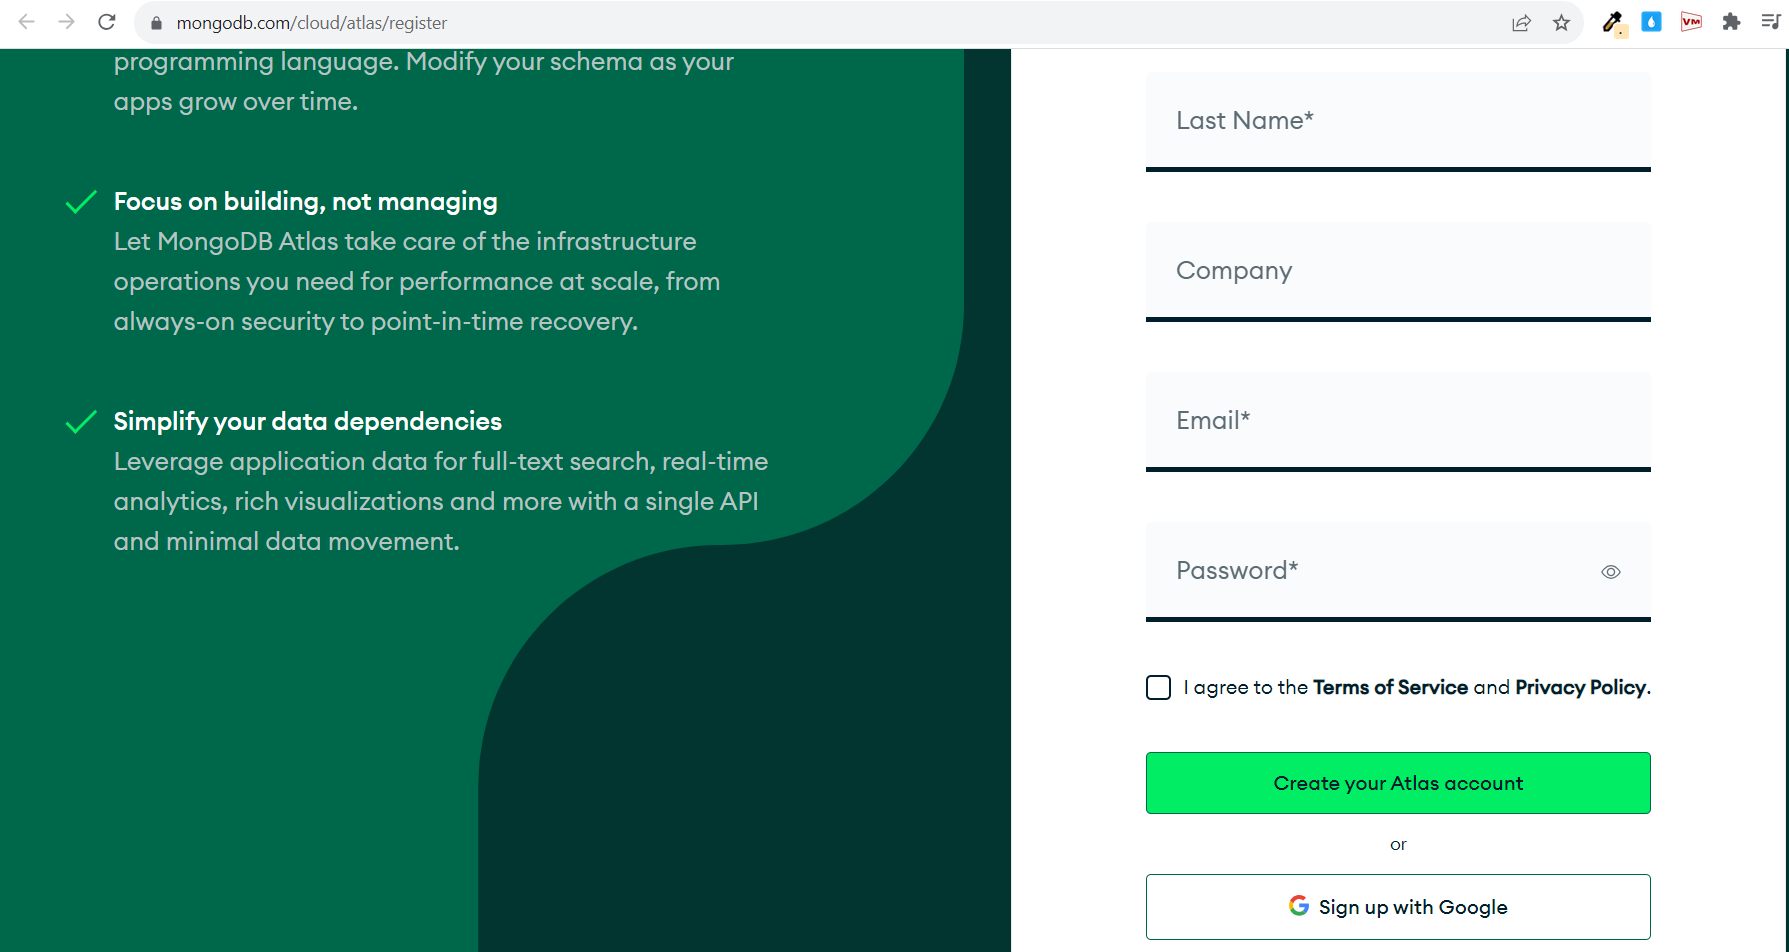 mongodb.com/cloud/atlas/register
VM
programming language. Modify your schema as your
apps grow over time.
Focus on building, not managing
Let MongoDB Atlas take care of the infrastructure
operations you need for performance at scale, from
always-on security to point-in-time recovery.
Simplify your data dependencies
Leverage application data for full-text search, real-time
analytics, rich visualizations and more with a single API
and minimal data movement.
Last Name*
Company
Email*
Password*
I agree to the Terms of Service and Privacy Policy.
Create your Atlas account
or
Sign up with Google